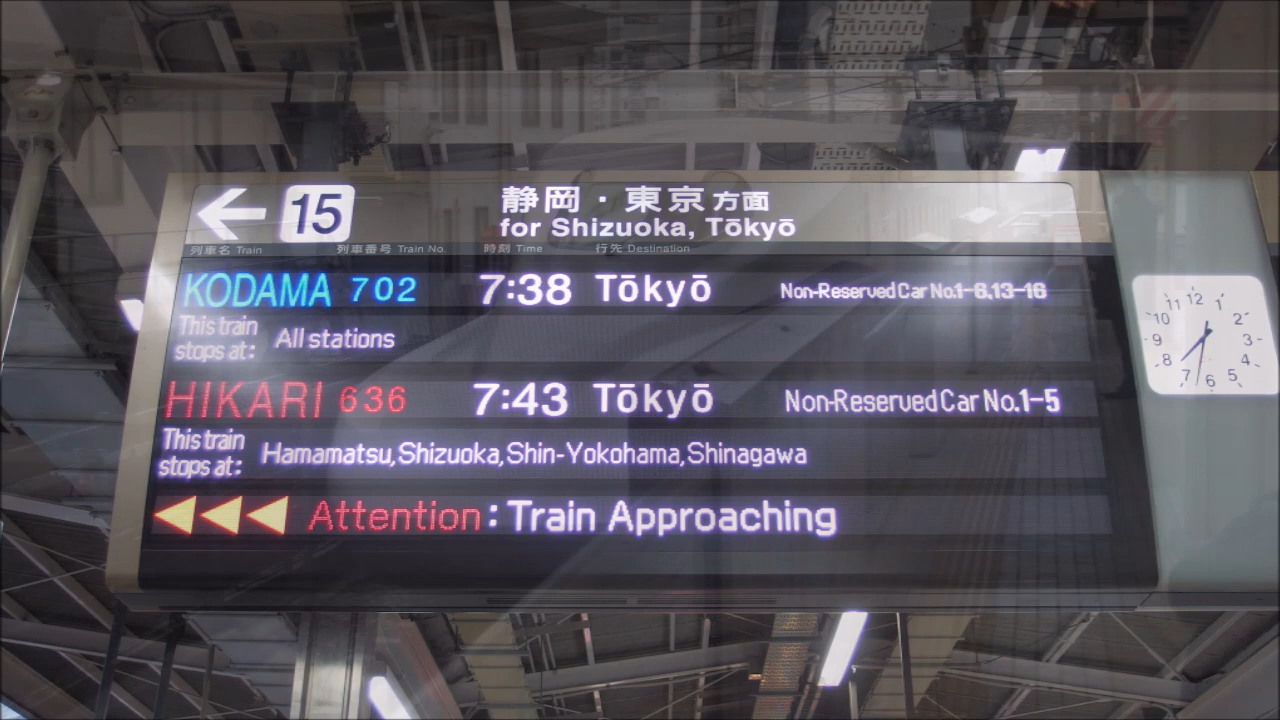 15 静岡・東京方面
for Shizuoka, Tōkyō
列車名 Train 列車番号 Train No. 時刻 Time 行先 Destination
KODAMA 702 7:38 Tōkyō Non-Reserved Car No.1-6,13-16
This train
stops at: All stations
HIKARI 636 7:43 Tōkyō Non-Reserved Car No.1-5
This train
stops at: Hamamatsu,Shizuoka,Shin-Yokohama,Shinagawa
Attention: Train Approaching
12 1 2 3 4 5 6 7 8 9 10 11